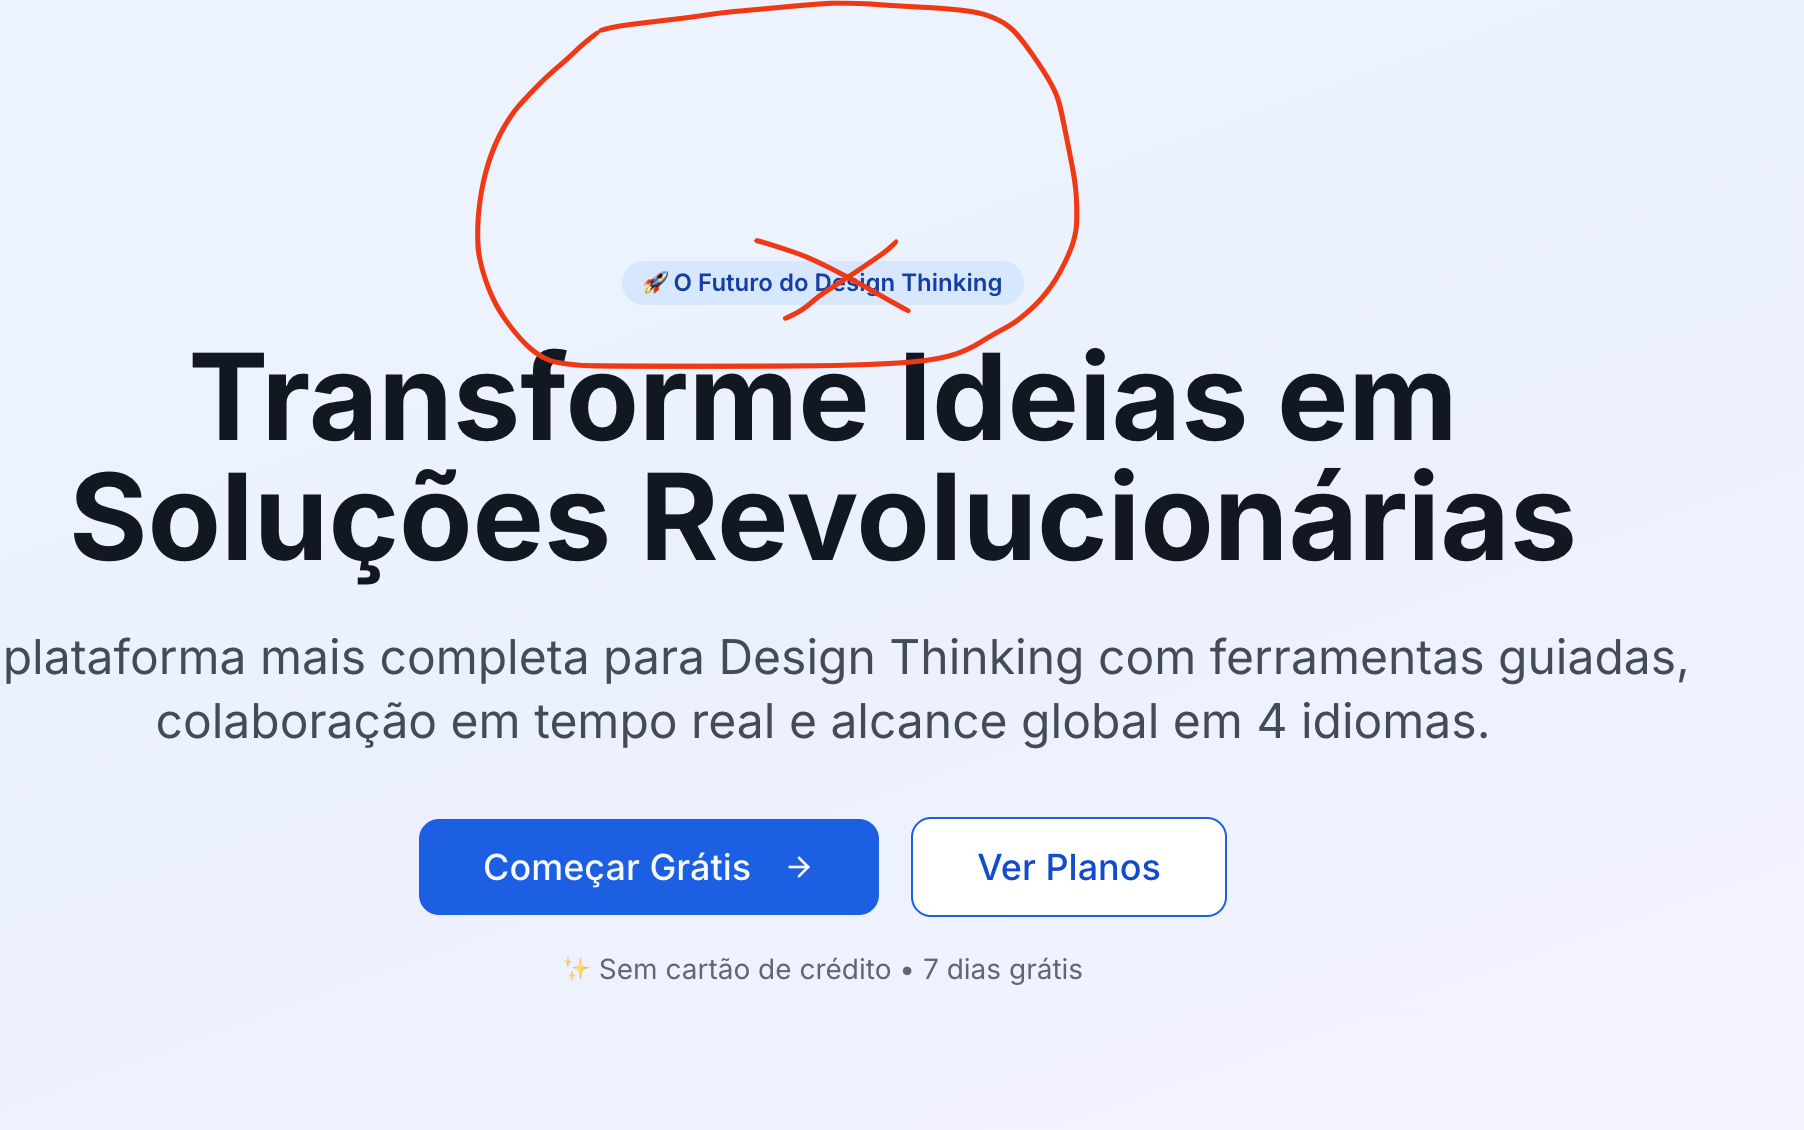 🚀 O Futuro do Design Thinking
Transforme Ideias em
Soluções Revolucionárias
plataforma mais completa para Design Thinking com ferramentas guiadas,
colaboração em tempo real e alcance global em 4 idiomas.
Começar Grátis →
Ver Planos
✨ Sem cartão de crédito • 7 dias grátis